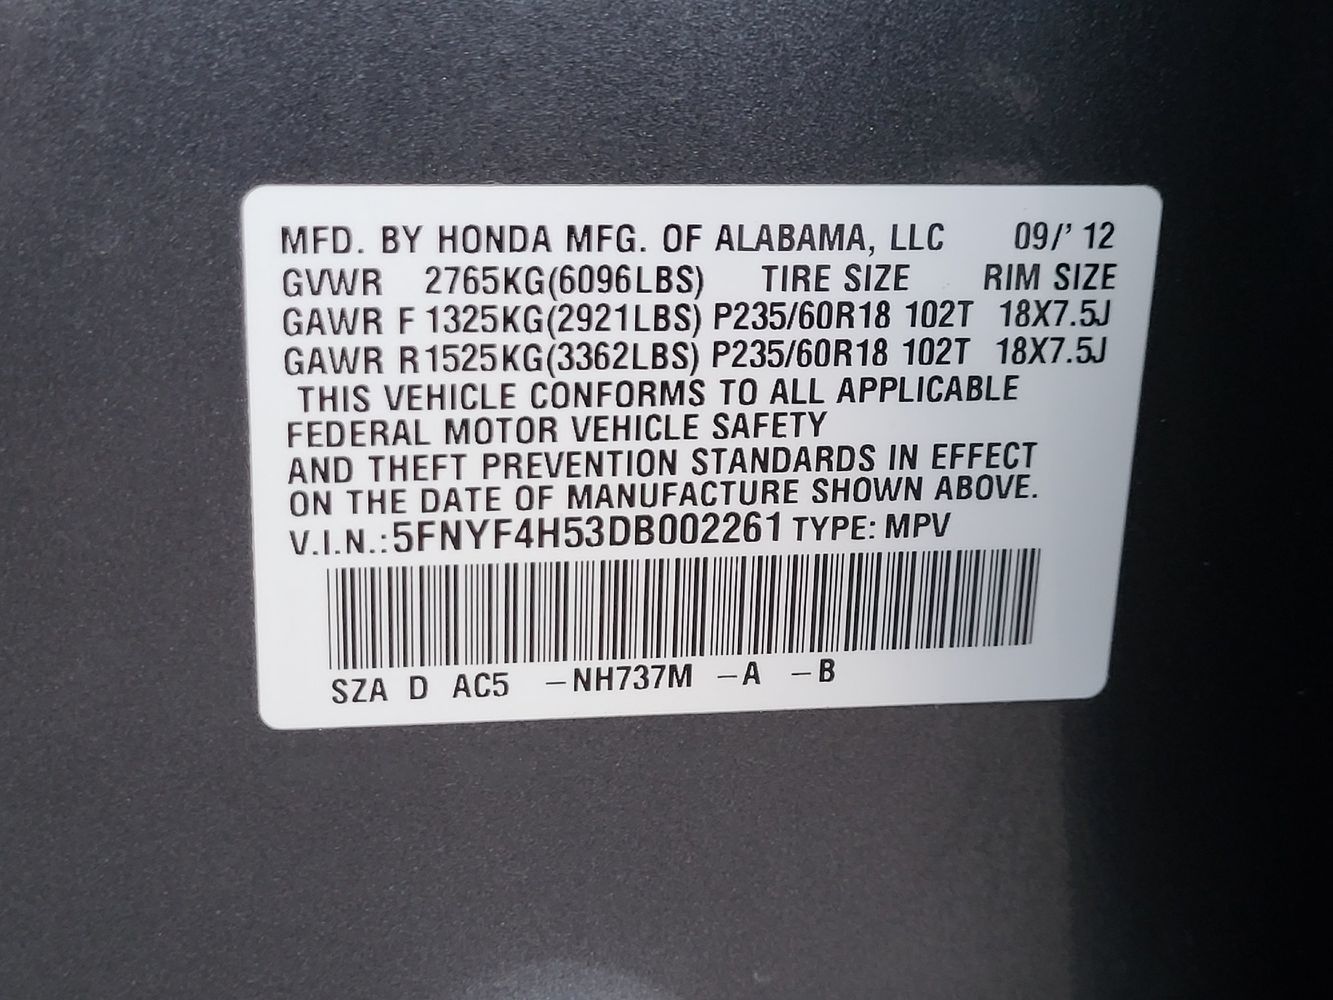 MFD. BY HONDA MFG. OF ALABAMA, LLC 09/' 12
GVWR 2765KG(6096LBS) TIRE SIZE RIM SIZE
GAWR F 1325KG(2921LBS) P235/60R18 102T 18X7.5J
GAWR R1525KG(3362LBS) P235/60R18 102T 18X7.5J
THIS VEHICLE CONFORMS TO ALL APPLICABLE
FEDERAL MOTOR VEHICLE SAFETY
AND THEFT PREVENTION STANDARDS IN EFFECT
ON THE DATE OF MANUFACTURE SHOWN ABOVE.
V.I.N.:5FNYF4H53DB002261 TYPE: MPV
SZA D AC5 –NH737M –A –B